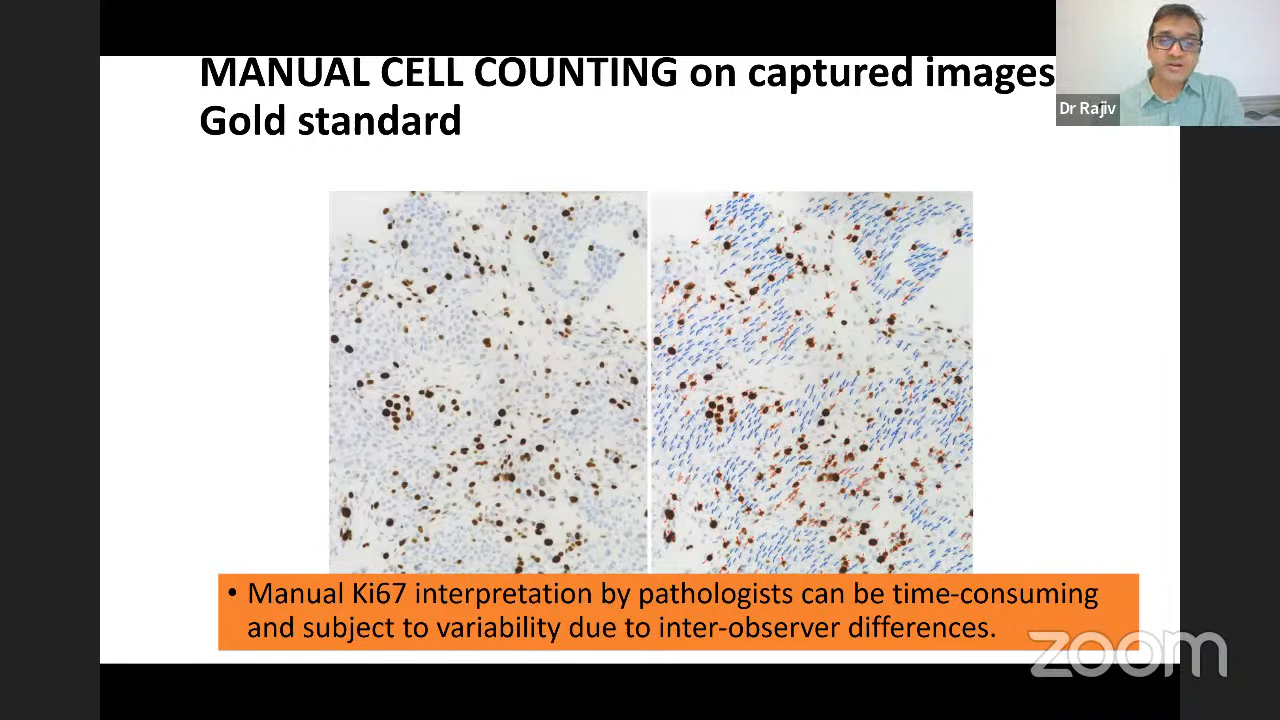 MANUAL CELL COUNTING on captured images
Gold standard
Dr Rajiv
• Manual Ki67 interpretation by pathologists can be time-consuming
and subject to variability due to inter-observer differences.
zoom